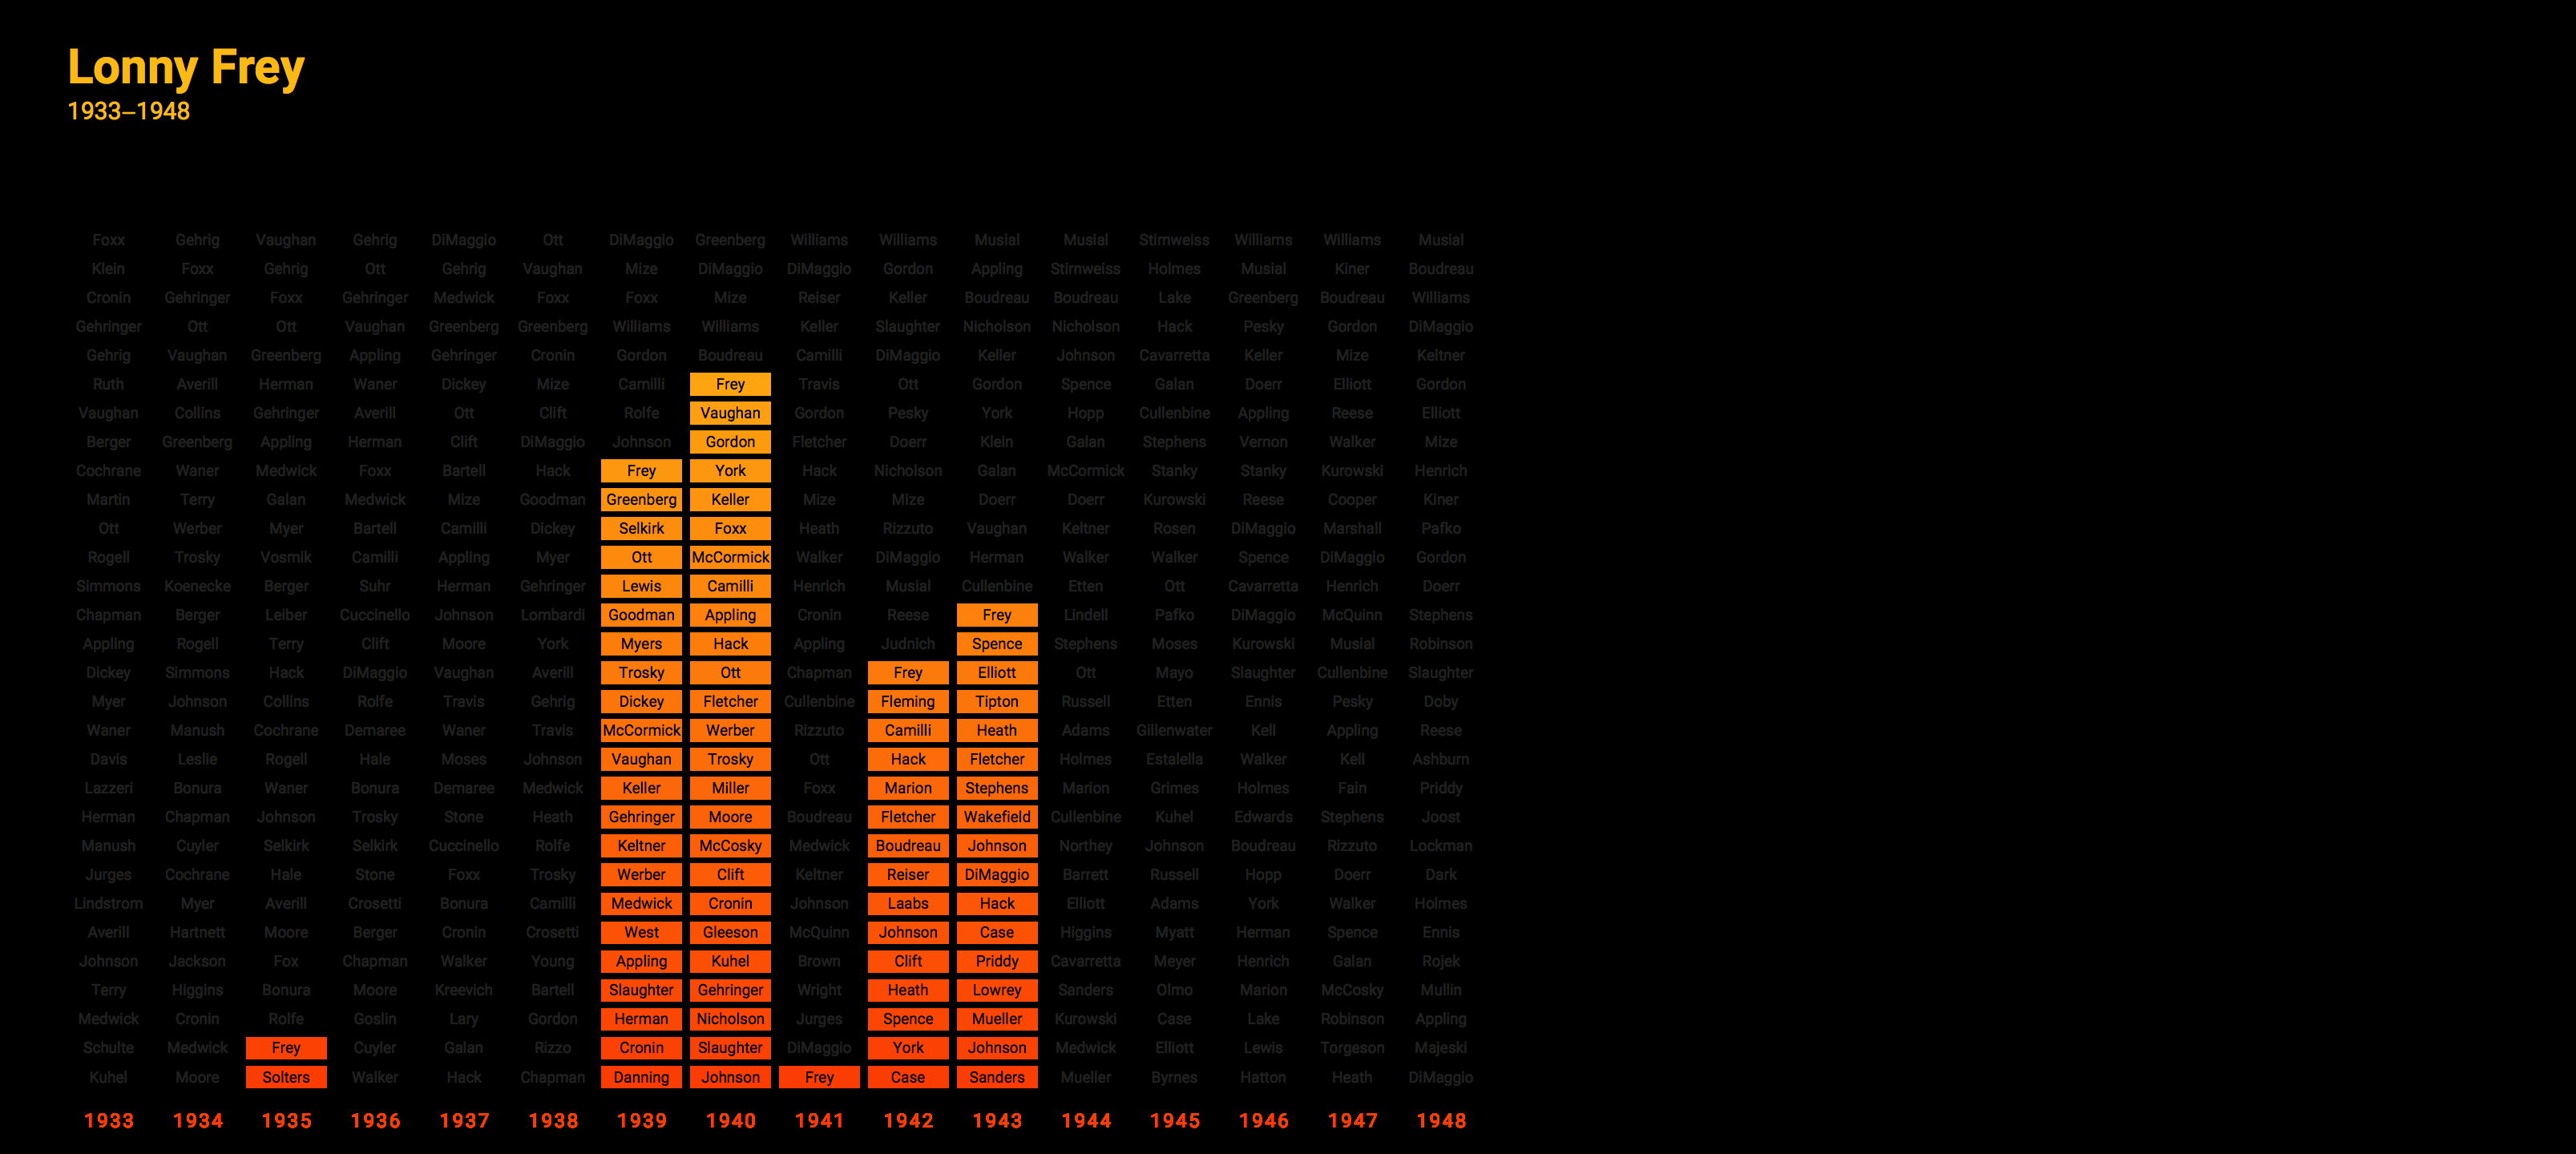 Lonny Frey
1933–1948
Foxx Gehrig Vaughan Gehrig DiMaggio Ott DiMaggio Greenberg Williams Williams Musial Musial Stirnweiss Williams Williams Musial
Klein Foxx Gehrig Ott Gehrig Vaughan Mize DiMaggio DiMaggio Gordon Appling Stirnweiss Holmes Musial Kiner Boudreau
Cronin Gehringer Foxx Gehringer Medwick Foxx Foxx Mize Reiser Keller Boudreau Boudreau Lake Greenberg Boudreau Williams
Gehringer Ott Ott Vaughan Greenberg Greenberg Williams Williams Keller Slaughter Nicholson Nicholson Hack Pesky Gordon DiMaggio
Gehrig Vaughan Greenberg Appling Gehringer Cronin Gordon Boudreau Camilli DiMaggio Keller Johnson Cavarretta Keller Mize Keltner
Ruth Averill Herman Waner Dickey Mize Camilli Frey Travis Ott Gordon Spence Galan Doerr Elliott Gordon
Vaughan Collins Gehringer Averill Ott Clift Rolfe Vaughan Gordon Pesky York Hopp Cullenbine Appling Reese Elliott
Berger Greenberg Appling Herman Clift DiMaggio Johnson Gordon Fletcher Doerr Klein Galan Stephens Vernon Walker Mize
Cochrane Waner Medwick Foxx Bartell Hack Frey York Hack Nicholson Galan McCormick Stanky Stanky Kurowski Henrich
Martin Terry Galan Medwick Mize Goodman Greenberg Keller Mize Mize Doerr Doerr Kurowski Reese Cooper Kiner
Ott Werber Myer Bartell Camilli Dickey Selkirk Foxx Heath Rizzuto Vaughan Keltner Rosen DiMaggio Marshall Pafko
Rogell Trosky Vosmik Camilli Appling Myer Ott McCormick Walker DiMaggio Herman Walker Walker Spence DiMaggio Gordon
Simmons Koenecke Berger Suhr Herman Gehringer Lewis Camilli Henrich Musial Cullenbine Etten Ott Cavarretta Henrich Doerr
Chapman Berger Leiber Cuccinello Johnson Lombardi Goodman Appling Cronin Reese Frey Lindell Pafko DiMaggio McQuinn Stephens
Appling Rogell Terry Clift Moore York Myers Hack Appling Judnich Spence Stephens Moses Kurowski Musial Robinson
Dickey Simmons Hack DiMaggio Vaughan Averill Trosky Ott Chapman Frey Elliott Ott Mayo Slaughter Cullenbine Slaughter
Myer Johnson Collins Rolfe Travis Gehrig Dickey Fletcher Cullenbine Fleming Tipton Russell Etten Ennis Pesky Doby
Waner Manush Cochrane Demaree Waner Travis McCormick Werber Rizzuto Camilli Heath Adams Gillenwater Kell Appling Reese
Davis Leslie Rogell Hale Moses Johnson Vaughan Trosky Ott Hack Fletcher Holmes Estalella Walker Kell Ashburn
Lazzeri Bonura Waner Bonura Demaree Medwick Keller Miller Foxx Marion Stephens Marion Grimes Holmes Fain Priddy
Herman Chapman Johnson Trosky Stone Heath Gehringer Moore Boudreau Fletcher Wakefield Cullenbine Kuhel Edwards Stephens Joost
Manush Cuyler Selkirk Selkirk Cuccinello Rolfe Keltner McCosky Medwick Boudreau Johnson Northey Johnson Boudreau Rizzuto Lockman
Jurges Cochrane Hale Stone Foxx Trosky Werber Clift Keltner Reiser DiMaggio Barrett Russell Hopp Doerr Dark
Lindstrom Myer Averill Crosetti Bonura Camilli Medwick Cronin Johnson Laabs Hack Elliott Adams York Walker Holmes
Averill Hartnett Moore Berger Cronin Crosetti West Gleeson McQuinn Johnson Case Higgins Myatt Herman Spence Ennis
Johnson Jackson Fox Chapman Walker Young Appling Kuhel Brown Clift Priddy Cavarretta Meyer Henrich Galan Rojek
Terry Higgins Bonura Moore Kreevich Bartell Slaughter Gehringer Wright Heath Lowrey Sanders Olmo Marion McCosky Mullin
Medwick Cronin Rolfe Goslin Lary Gordon Herman Nicholson Jurges Spence Mueller Kurowski Case Lake Robinson Appling
Schulte Medwick Frey Cuyler Galan Rizzo Cronin Slaughter DiMaggio York Johnson Medwick Elliott Lewis Torgeson Majeski
Kuhel Moore Solters Walker Hack Chapman Danning Johnson Frey Case Sanders Mueller Byrnes Hatton Heath DiMaggio
1933 1934 1935 1936 1937 1938 1939 1940 1941 1942 1943 1944 1945 1946 1947 1948